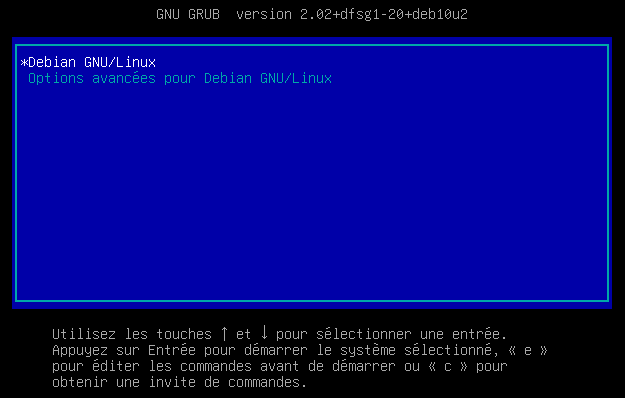 GNU GRUB  version 2.02+dfsg1-20+deb10u2
*Debian GNU/Linux
Options avancées pour Debian GNU/Linux
Utilisez les touches ↑ et ↓ pour sélectionner une entrée.
Appuyez sur Entrée pour démarrer le système sélectionné, « e »
pour éditer les commandes avant de démarrer ou « c » pour
obtenir une invite de commandes.